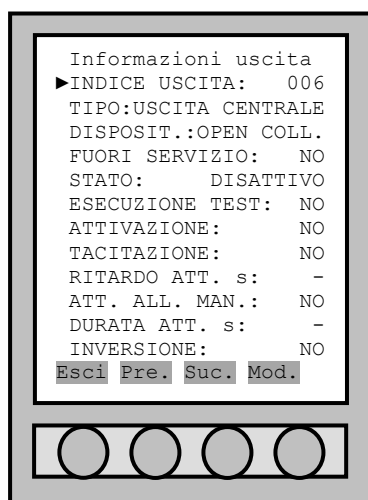 Informazioni uscita
►INDICE USCITA: 006
TIPO:USCITA CENTRALE
DISPOSIT.:OPEN COLL.
FUORI SERVIZIO: NO
STATO: DISATTIVO
ESECUZIONE TEST: NO
ATTIVAZIONE: NO
TACITAZIONE: NO
RITARDO ATT. s: -
ATT. ALL. MAN.: NO
DURATA ATT. s: -
INVERSIONE: NO
Esci Pre. Suc. Mod.